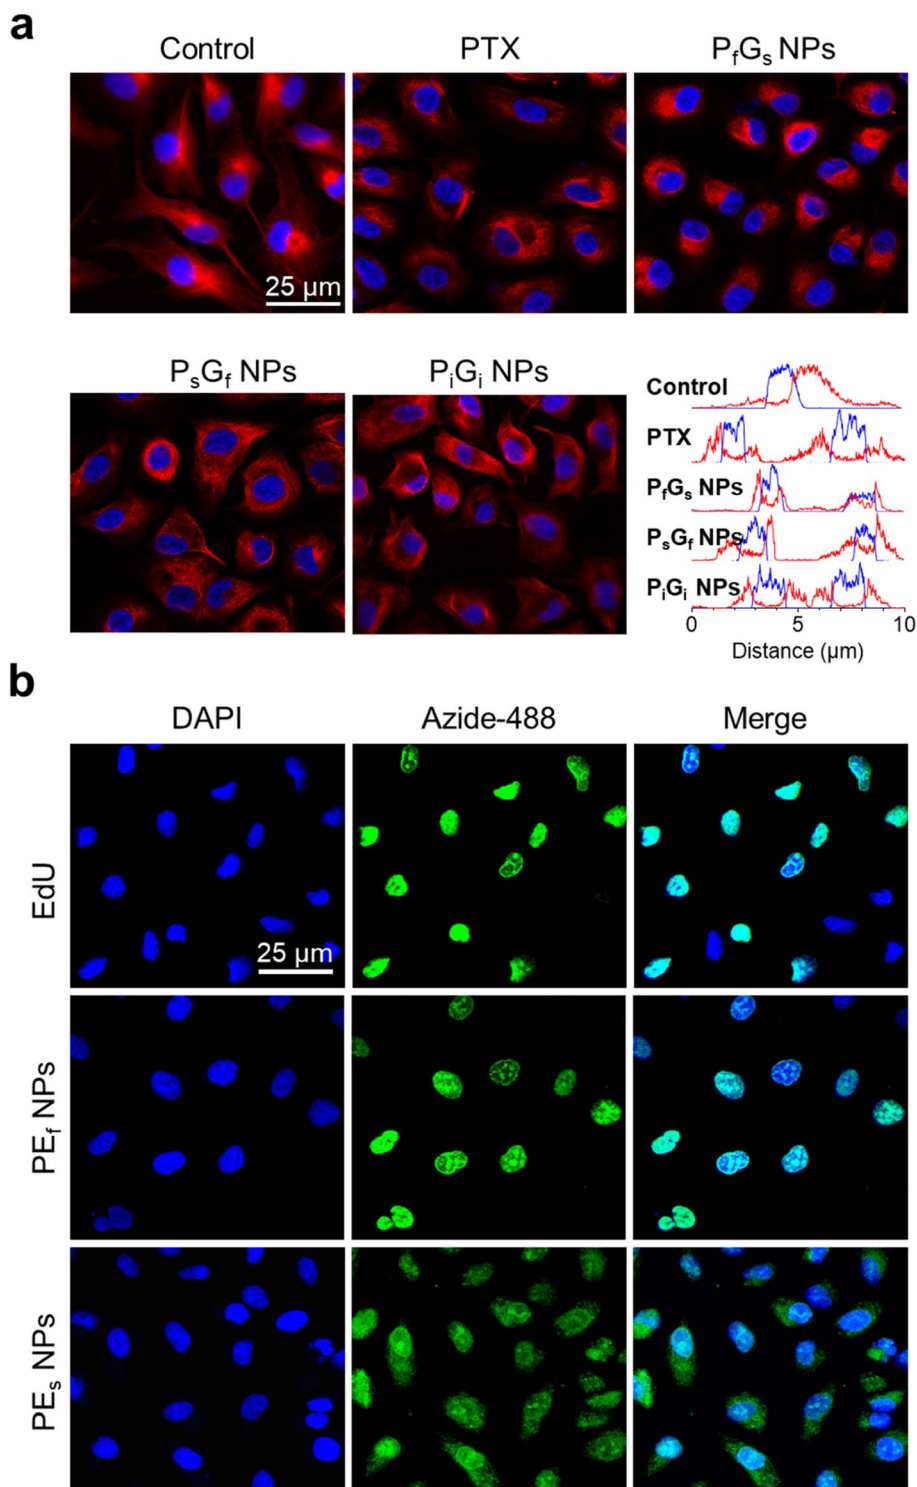 a
Control
PTX
PfGs NPs
25 µm
PsGf NPs
PiGi NPs
Control
PTX
PfGs NPs
PsGf NPs
PiGi NPs
0
5
10
Distance (µm)
b
DAPI
Azide-488
Merge
EdU
25 µm
PEf NPs
PEs NPs